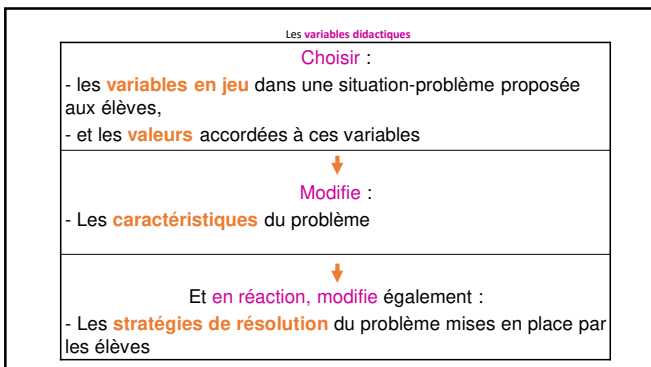 Les variables didactiques
Choisir :
- les variables en jeu dans une situation-problème proposée
aux élèves,
- et les valeurs accordées à ces variables
Modifie :
- Les caractéristiques du problème
Et en réaction, modifie également :
- Les stratégies de résolution du problème mises en place par
les élèves